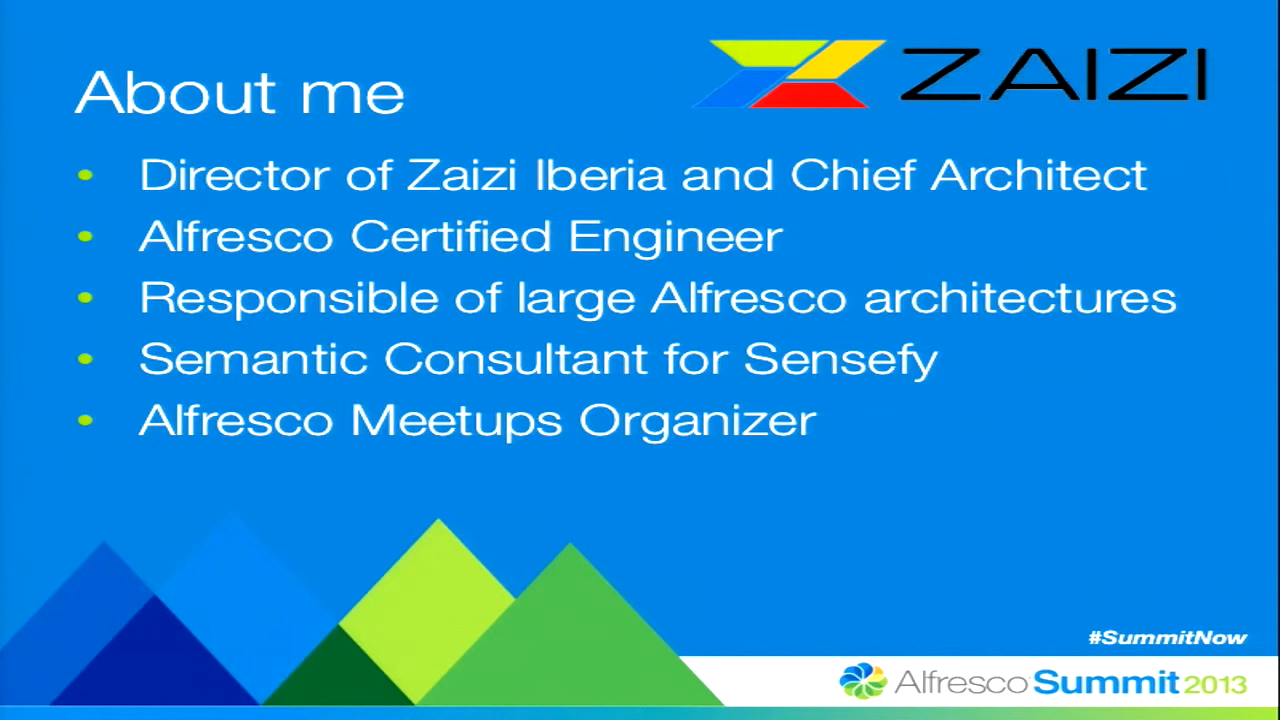 About me
ZAIZI
• Director of Zaizi Iberia and Chief Architect
• Alfresco Certified Engineer
• Responsible of large Alfresco architectures
• Semantic Consultant for Sensefy
• Alfresco Meetups Organizer
#SummitNow
Alfresco Summit 2013